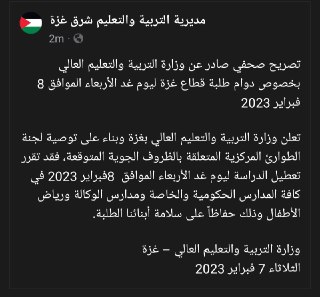 مديرية التربية والتعليم شرق غزة
2m ·
تصريح صحفي صادر عن وزارة التربية والتعليم العالي
بخصوص دوام طلبة قطاع غزة ليوم غد الأربعاء الموافق 8
فبراير 2023
تعلن وزارة التربية والتعليم العالي بغزة وبناء على توصية لجنة
الطوارئ المركزية المتعلقة بالظروف الجوية المتوقعة، فقد تقرر
تعطيل الدراسة ليوم غد الأربعاء الموافق 8فبراير 2023 في
كافة المدارس الحكومية والخاصة ومدارس الوكالة ورياض
الأطفال وذلك حفاظاً على سلامة أبنائنا الطلبة.
وزارة التربية والتعليم العالي – غزة
الثلاثاء 7 فبراير 2023